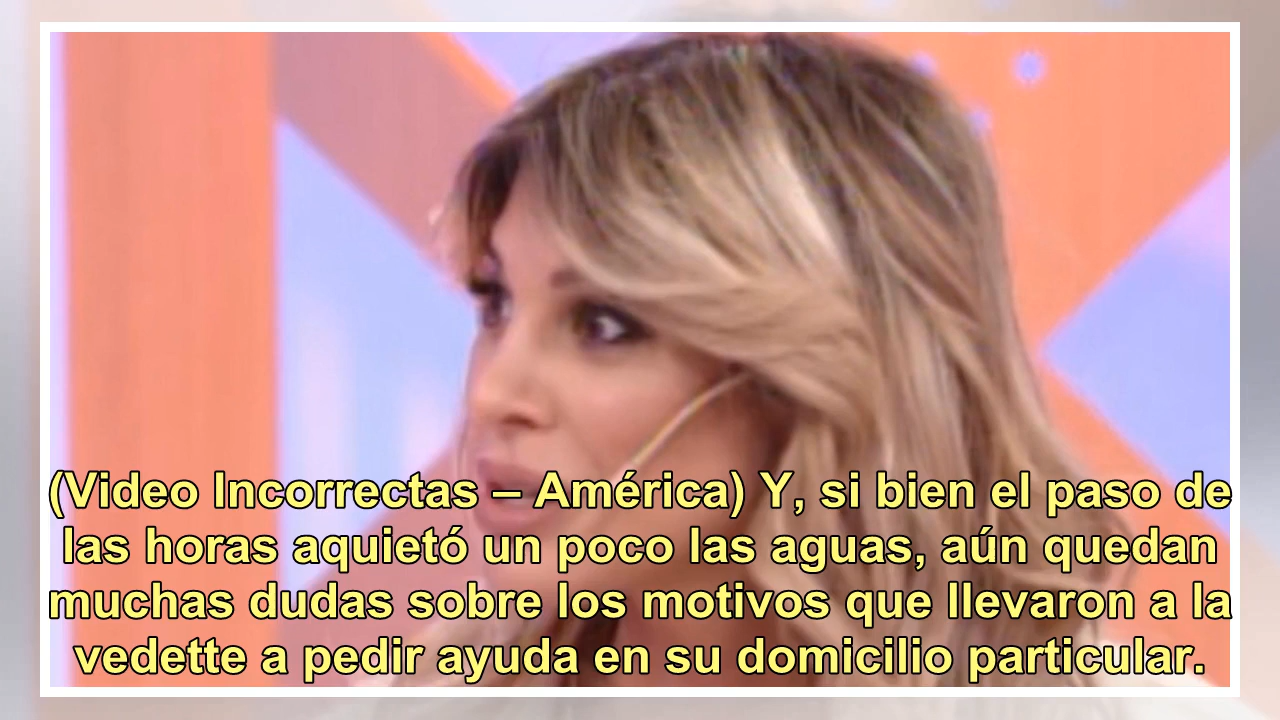 (Video Incorrectas – América) Y, si bien el paso de
las horas aquietó un poco las aguas, aún quedan
muchas dudas sobre los motivos que llevaron a la
vedette a pedir ayuda en su domicilio particular.